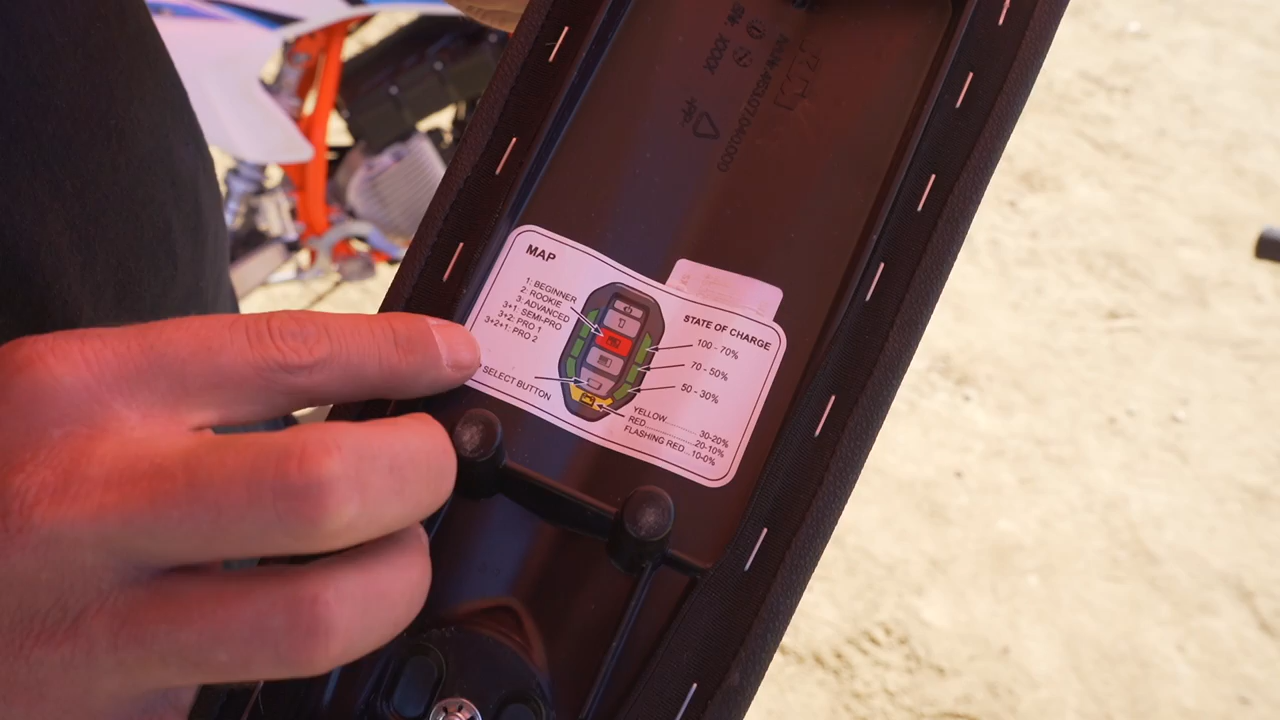 MAP
1: BEGINNER
2: ROOKIE
3: ADVANCED
3+1: SEMI-PRO
3+2: PRO 1
3+2+1: PRO 2
SELECT BUTTON
STATE OF CHARGE
100 - 70%
70 - 50%
50 - 30%
YELLOW.............. 30-20%
RED.....................20-10%
FLASHING RED...10-0%
>PP<